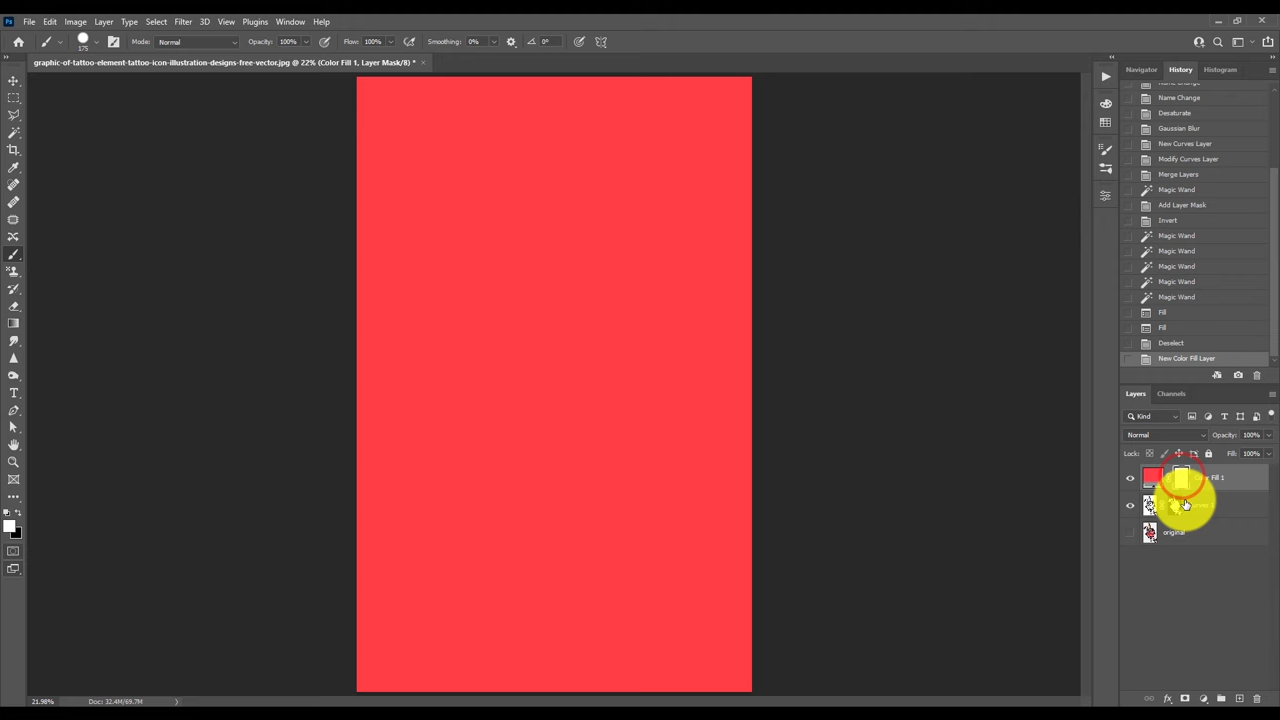 Ps File Edit Image Layer Type Select Filter 3D View Plugins Window Help
175 Mode: Normal Opacity: 100% Flow: 100% Smoothing: 0% 0°
graphic-of-tattoo-element-tattoo-icon-illustration-designs-free-vector.jpg @ 22% (Color Fill 1, Layer Mask/8) *
Navigator History Histogram
Name Change
Name Change
Desaturate
Gaussian Blur
New Curves Layer
Modify Curves Layer
Merge Layers
Magic Wand
Add Layer Mask
Invert
Magic Wand
Magic Wand
Magic Wand
Magic Wand
Magic Wand
Fill
Fill
Deselect
New Color Fill Layer
Layers Channels
Kind
Normal Opacity: 100%
Lock: Fill: 100%
Fill 1
original
21.98% Doc: 32.4M/69.7M